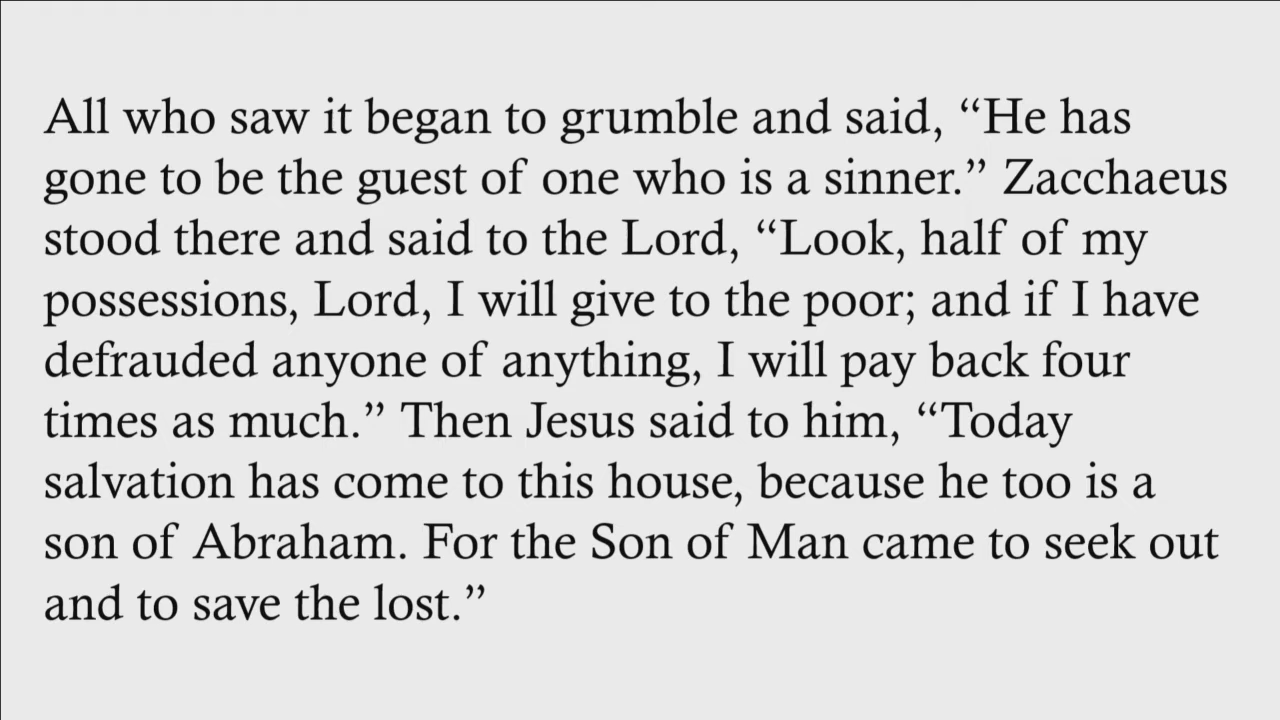 All who saw it began to grumble and said, “He has
gone to be the guest of one who is a sinner.” Zacchaeus
stood there and said to the Lord, “Look, half of my
possessions, Lord, I will give to the poor; and if I have
defrauded anyone of anything, I will pay back four
times as much.” Then Jesus said to him, “Today
salvation has come to this house, because he too is a
son of Abraham. For the Son of Man came to seek out
and to save the lost.”